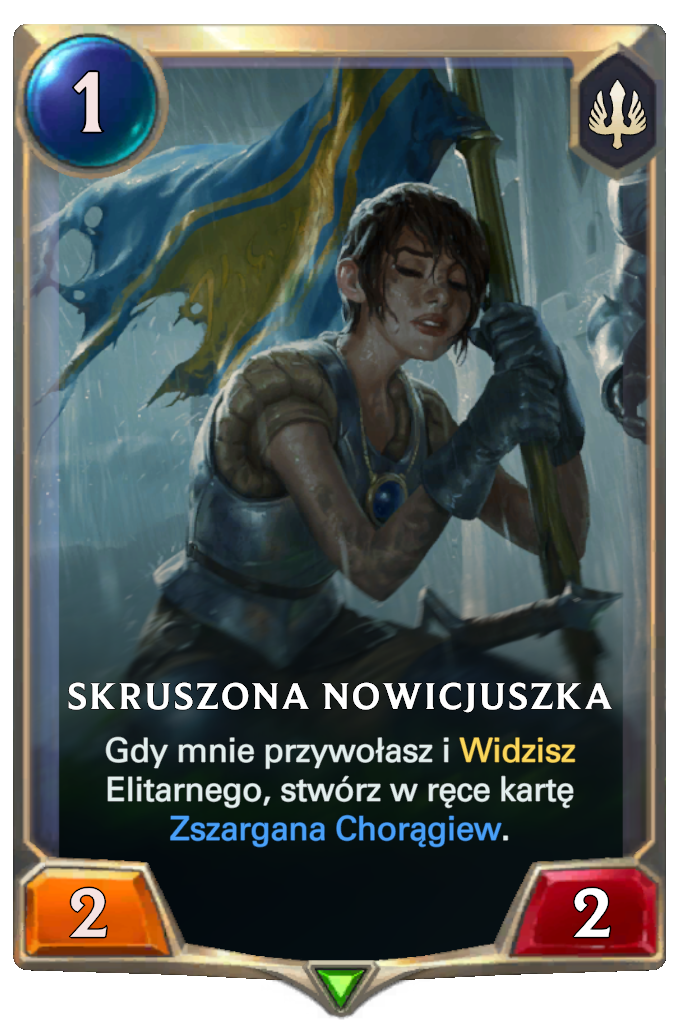 1
SKRUSZONA NOWICJUSZKA
Gdy mnie przywołasz i Widzisz
Elitarnego, stwórz w ręce kartę
Zszargana Chorągiew.
2 2